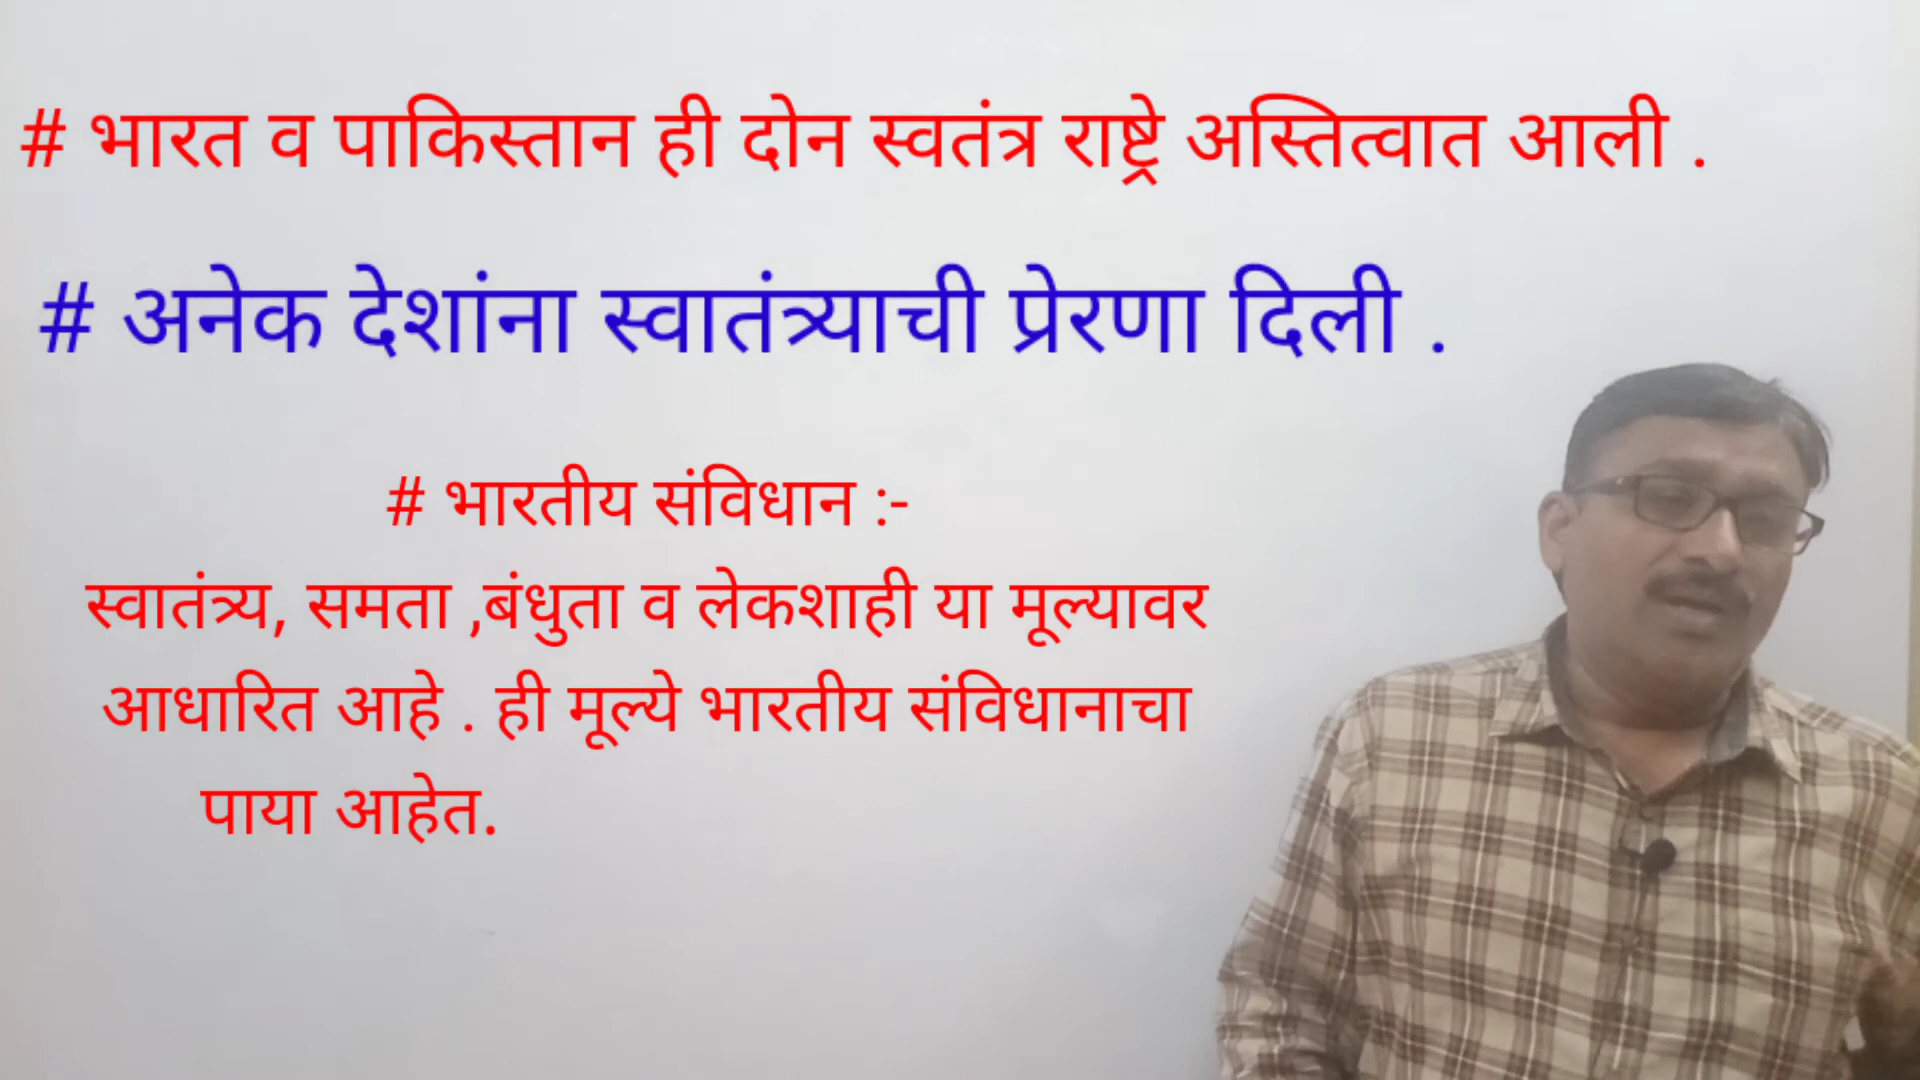 # भारत व पाकिस्तान ही दोन स्वतंत्र राष्ट्रे अस्तित्वात आली .
# अनेक देशांना स्वातंत्र्याची प्रेरणा दिली .
# भारतीय संविधान :-
स्वातंत्र्य, समता ,बंधुता व लेकशाही या मूल्यावर
आधारित आहे . ही मूल्ये भारतीय संविधानाचा
पाया आहेत.